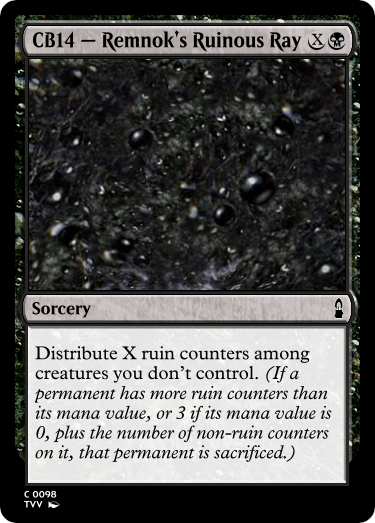 CB14 — Remnok's Ruinous Ray X
Sorcery
Distribute X ruin counters among
creatures you don't control. (If a
permanent has more ruin counters than
its mana value, or 3 if its mana value is
0, plus the number of non-ruin counters
on it, that permanent is sacrificed.)
C 0098
TVV